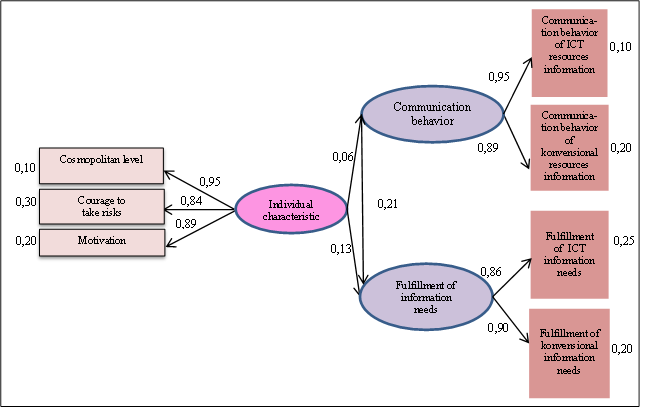 Communica-
tion behavior
of ICT
resources
information
0,10
0,95
Communication
behavior
Communica-
tion behavior
of
konvensional
resources
information
0,20
0,89
0,06
Cosmopolitan level
0,10
0,95
Courage to
take risks
0,30
0,84
Motivation
0,20
0,89
Individual
characteristic
0,21
0,13
Fulfillment of
information
needs
0,86
0,90
Fulfillment
of ICT
information
needs
0,25
Fulfillment of
konvensional
information
needs
0,20